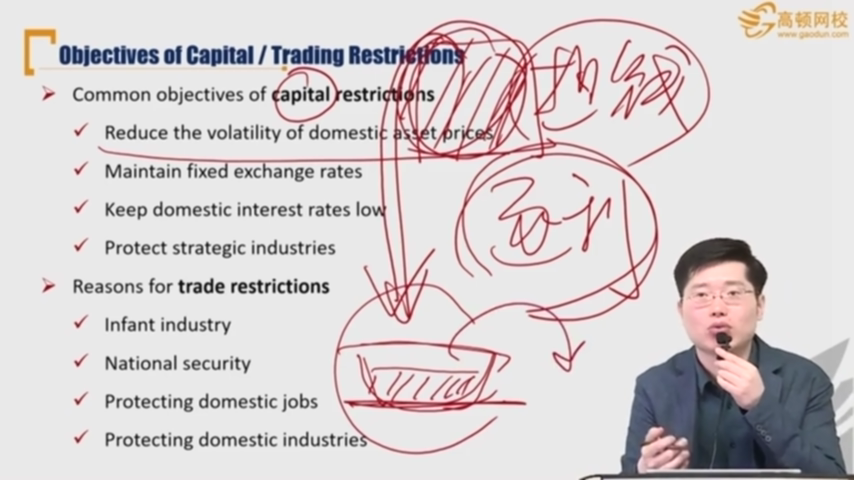 高顿网校
www.gaodun.com
Objectives of Capital / Trading Restrictions
Common objectives of capital restrictions
Reduce the volatility of domestic asset prices
Maintain fixed exchange rates
Keep domestic interest rates low
Protect strategic industries
Reasons for trade restrictions
Infant industry
National security
Protecting domestic jobs
Protecting domestic industries